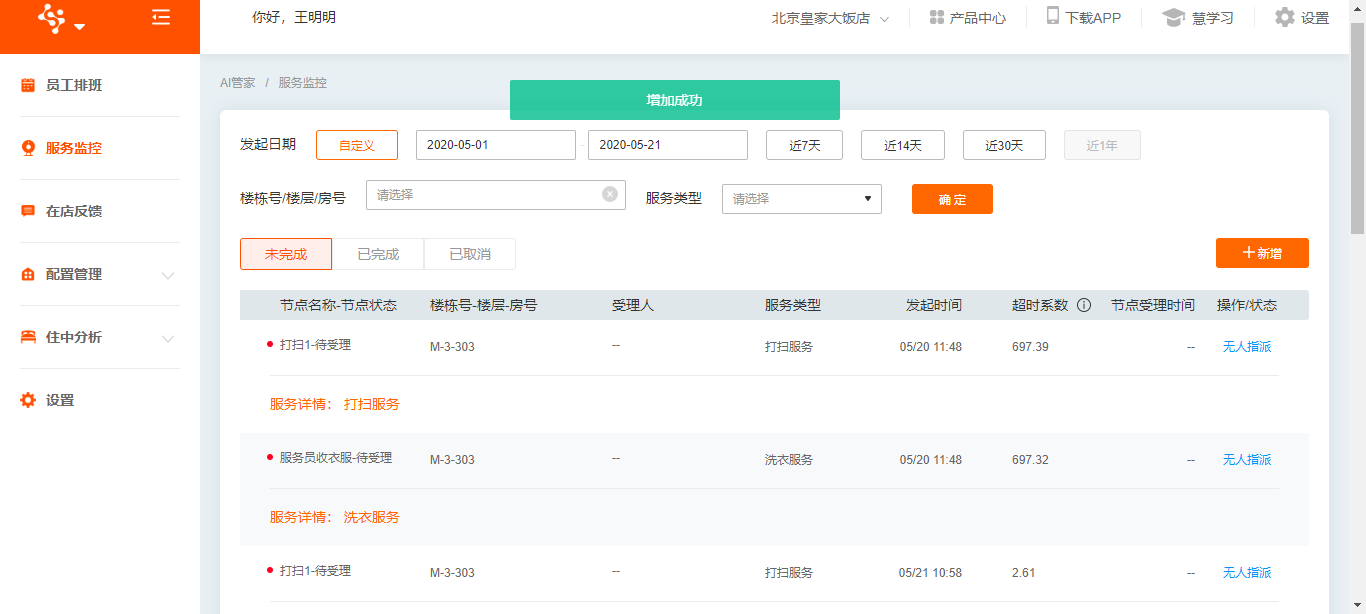 你好，王明明
北京皇家大饭店
产品中心
下载APP
慧学习
设置
员工排班
服务监控
在店反馈
配置管理
住中分析
设置
AI管家 / 服务监控
增加成功
发起日期 自定义 2020-05-01 - 2020-05-21 近7天 近14天 近30天 近1年
楼栋号/楼层/房号 请选择 服务类型 请选择 确 定
未完成 已完成 已取消 新增
节点名称-节点状态 楼栋号-楼层-房号 受理人 服务类型 发起时间 超时系数 节点受理时间 操作/状态
打扫1-待受理 M-3-303 -- 打扫服务 05/20 11:48 697.39 -- 无人指派
服务详情： 打扫服务
服务员收衣服-待受理 M-3-303 -- 洗衣服务 05/20 11:48 697.32 -- 无人指派
服务详情： 洗衣服务
打扫1-待受理 M-3-303 -- 打扫服务 05/21 10:58 2.61 -- 无人指派